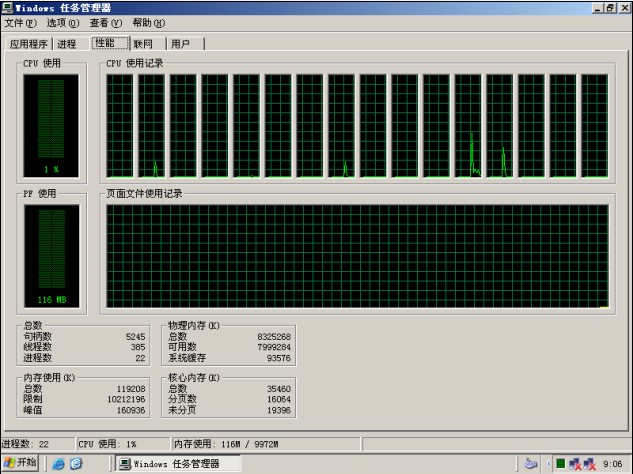 Windows 任务管理器
文件(F) 选项(O) 查看(V) 帮助(H)
应用程序 进程 性能 联网 用户
CPU 使用 CPU 使用记录
1 %
PF 使用 页面文件使用记录
116 MB
总数 物理内存(K)
句柄数 5245 总数 8325268
线程数 385 可用数 7999284
进程数 22 系统缓存 93576
内存使用(K) 核心内存(K)
总数 119208 总数 35460
限制 10212196 分页数 16064
峰值 160936 未分页 19396
进程数: 22 CPU 使用: 1% 内存使用: 116M / 9972M
开始 Windows 任务管理器 9:06